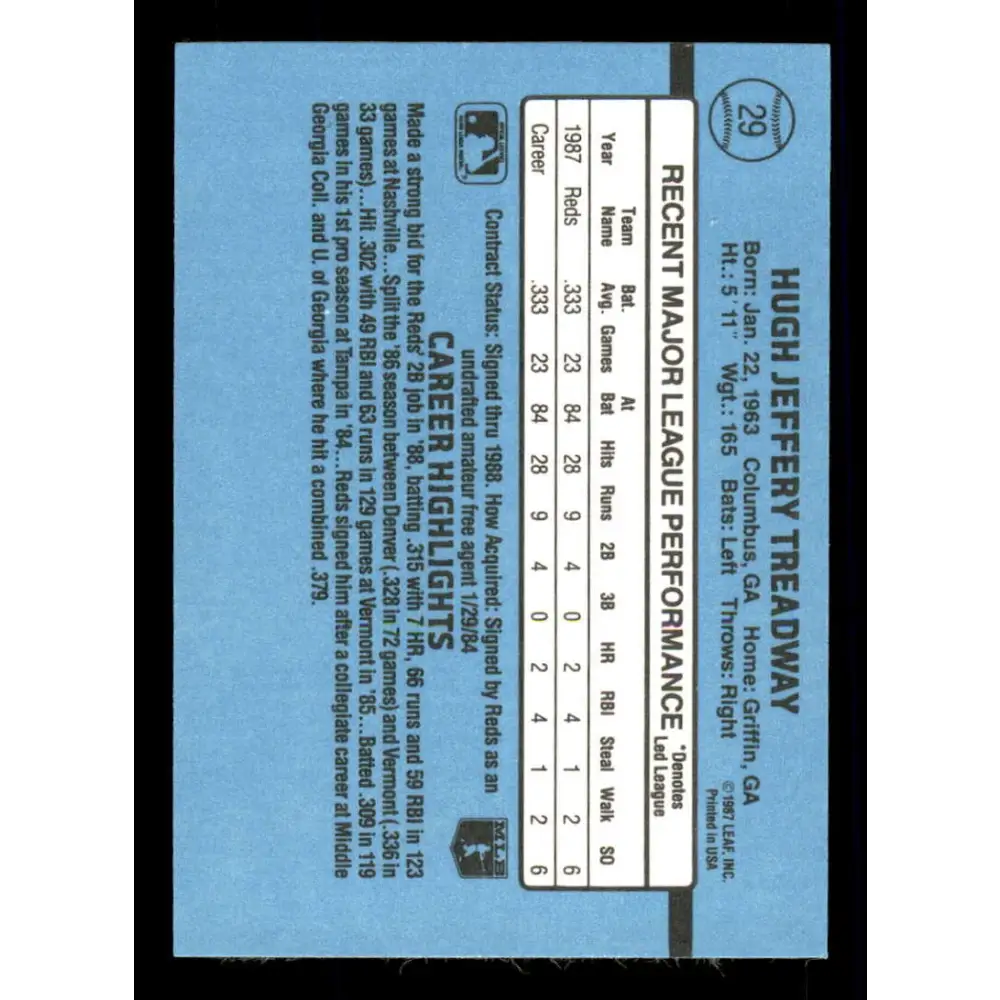 29
HUGH JEFFERY TREADWAY
Born: Jan. 22, 1963 Columbus, GA Home: Griffin, GA
Ht.: 5'11" Wgt.: 165 Bats: Left Throws: Right
©1987 LEAF, INC.
Printed in USA
RECENT MAJOR LEAGUE PERFORMANCE
*Denotes
Led League
Team Bat. At
Year Name Avg. Games Bat Hits Runs 2B 3B HR RBI Steal Walk SO
1987 Reds .333 23 84 28 9 4 0 2 4 1 2 6
Career .333 23 84 28 9 4 0 2 4 1 2 6
Contract Status: Signed thru 1988. How Acquired: Signed by Reds as an
undrafted amateur free agent 1/29/84
MLB
CAREER HIGHLIGHTS
Made a strong bid for the Reds' 2B job in '88, batting .315 with 7 HR, 66 runs and 59 RBI in 123
games at Nashville...Split the '86 season between Denver (.328 in 72 games) and Vermont (.336 in
33 games)...Hit .302 with 49 RBI and 63 runs in 129 games at Vermont in '85...Batted .309 in 119
games in his 1st pro season at Tampa in '84...Reds signed him after a collegiate career at Middle
Georgia Coll. and U. of Georgia where he hit a combined .379.